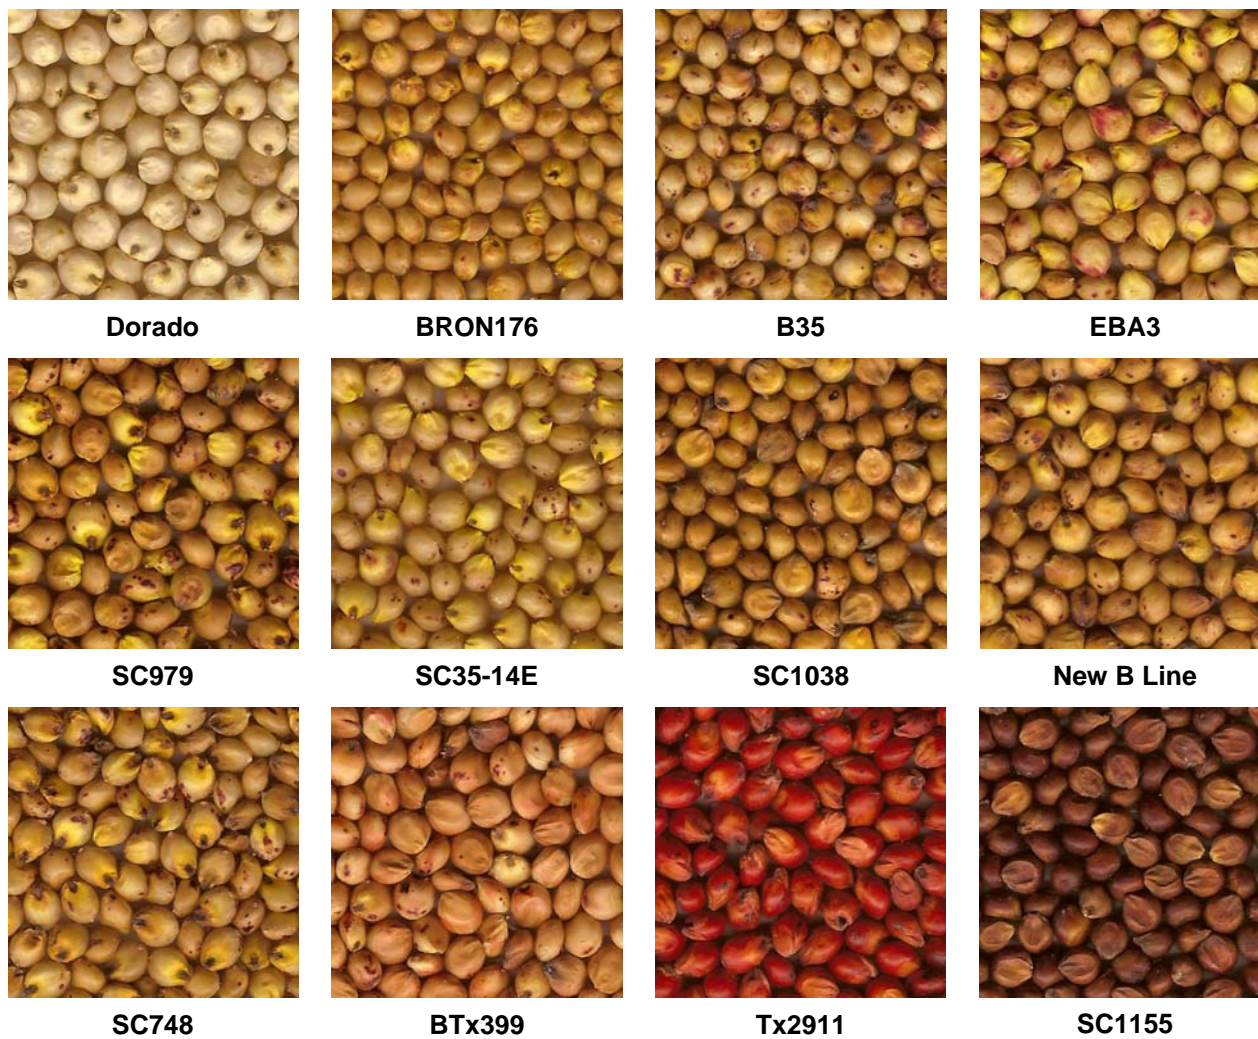 Dorado BRON176 B35 EBA3
SC979 SC35-14E SC1038 New B Line
SC748 BTx399 Tx2911 SC1155